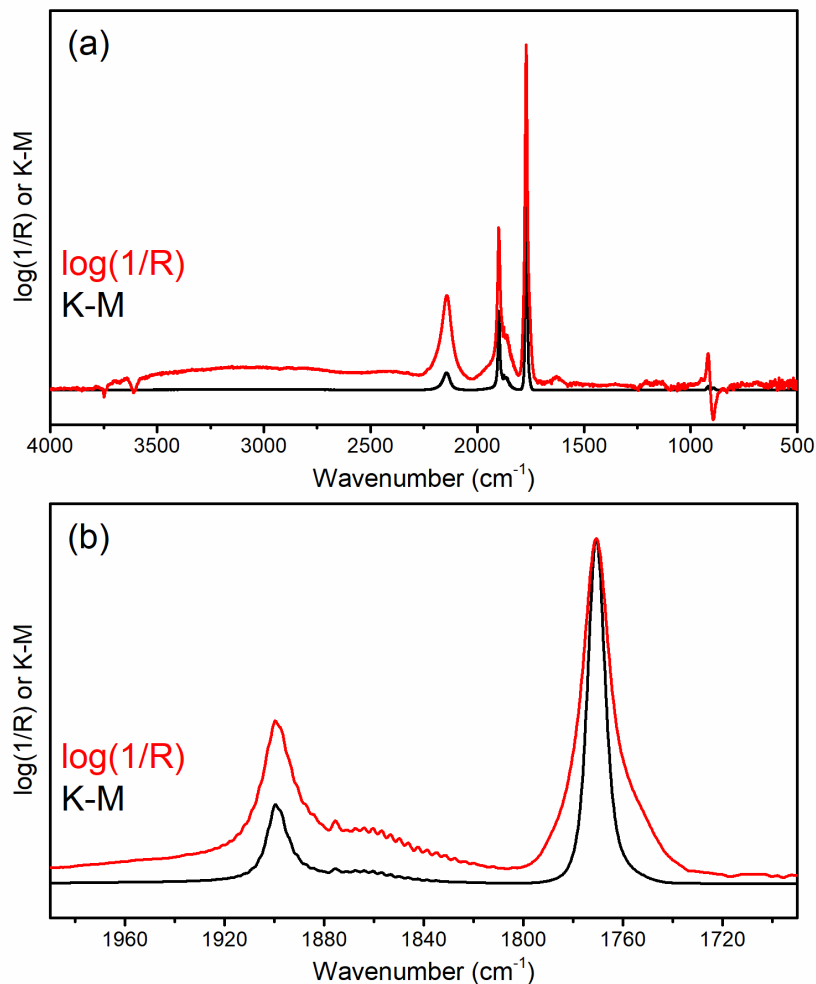 (a)
log(1/R) or K-M
log(1/R)
K-M
4000 3500 3000 2500 2000 1500 1000 500
Wavenumber (cm⁻¹)
(b)
log(1/R) or K-M
log(1/R)
K-M
1960 1920 1880 1840 1800 1760 1720
Wavenumber (cm⁻¹)